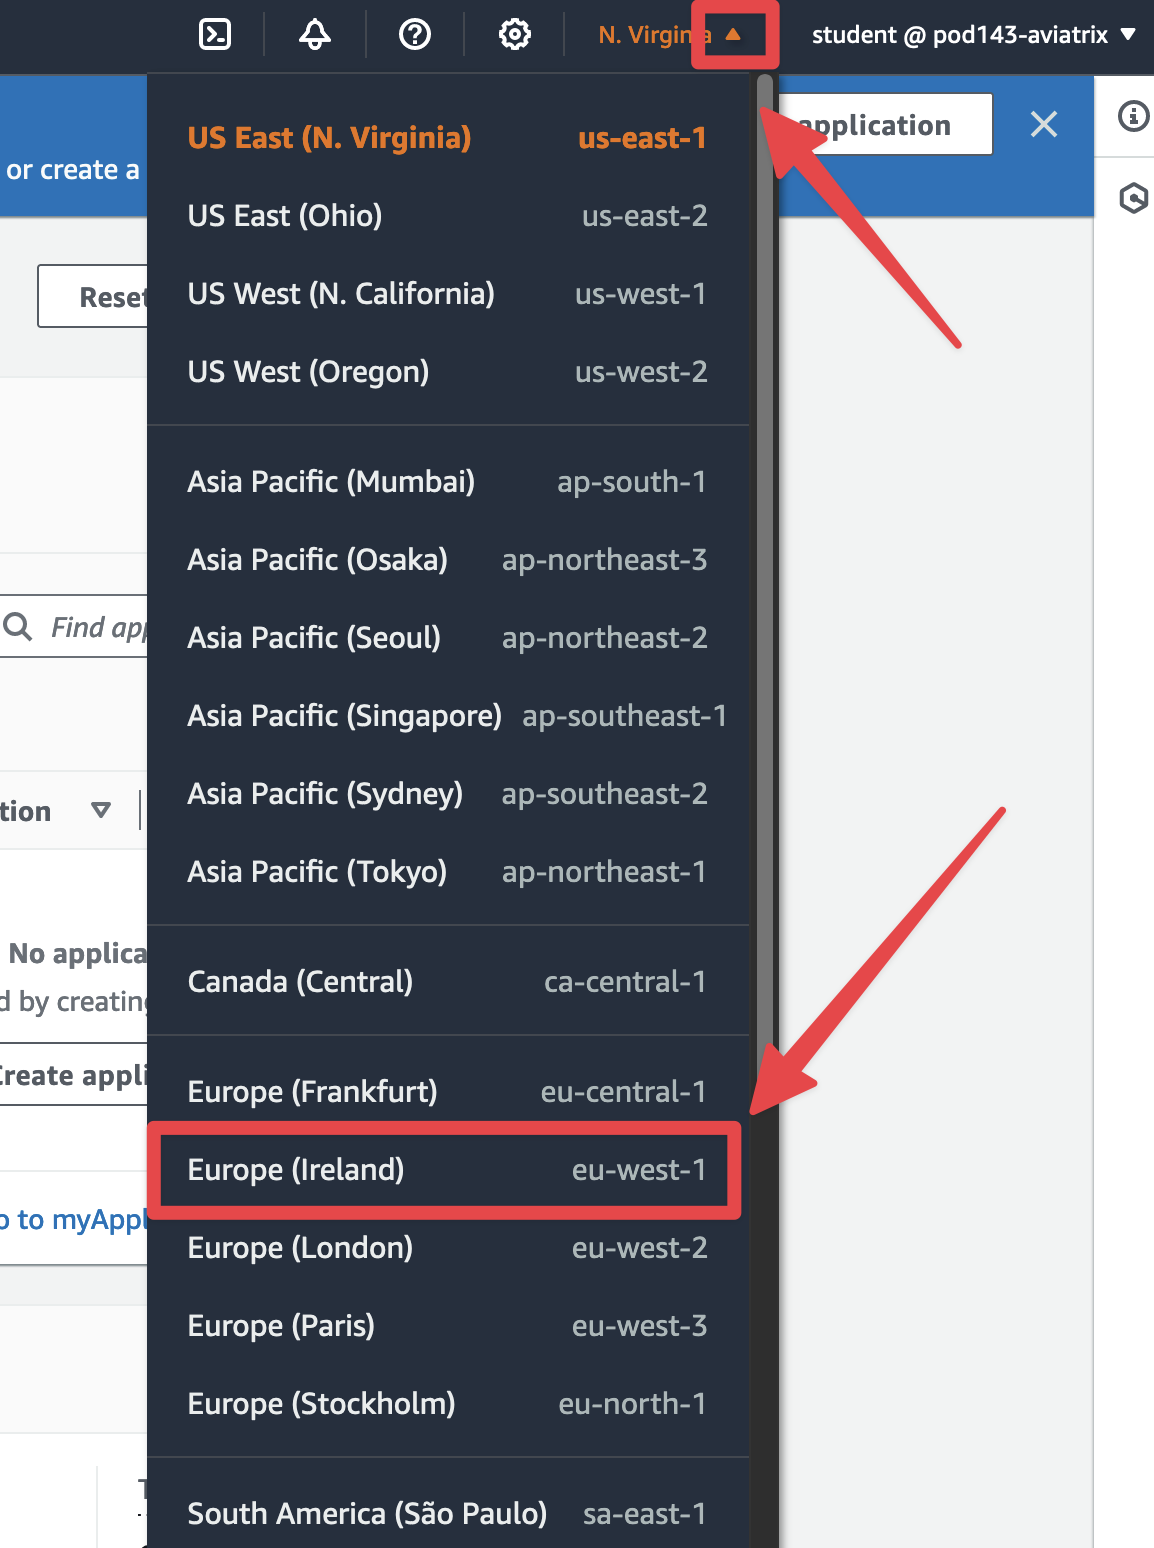 N. Virginia
student @ pod143-aviatrix
application
or create a
US East (N. Virginia) us-east-1
US East (Ohio) us-east-2
Reset
US West (N. California) us-west-1
US West (Oregon) us-west-2
Asia Pacific (Mumbai) ap-south-1
Asia Pacific (Osaka) ap-northeast-3
Find app
Asia Pacific (Seoul) ap-northeast-2
Asia Pacific (Singapore) ap-southeast-1
Asia Pacific (Sydney) ap-southeast-2
tion
Asia Pacific (Tokyo) ap-northeast-1
No applica
Canada (Central) ca-central-1
d by creating
Create appli
Europe (Frankfurt) eu-central-1
Europe (Ireland) eu-west-1
o to myAppl
Europe (London) eu-west-2
Europe (Paris) eu-west-3
Europe (Stockholm) eu-north-1
South America (São Paulo) sa-east-1